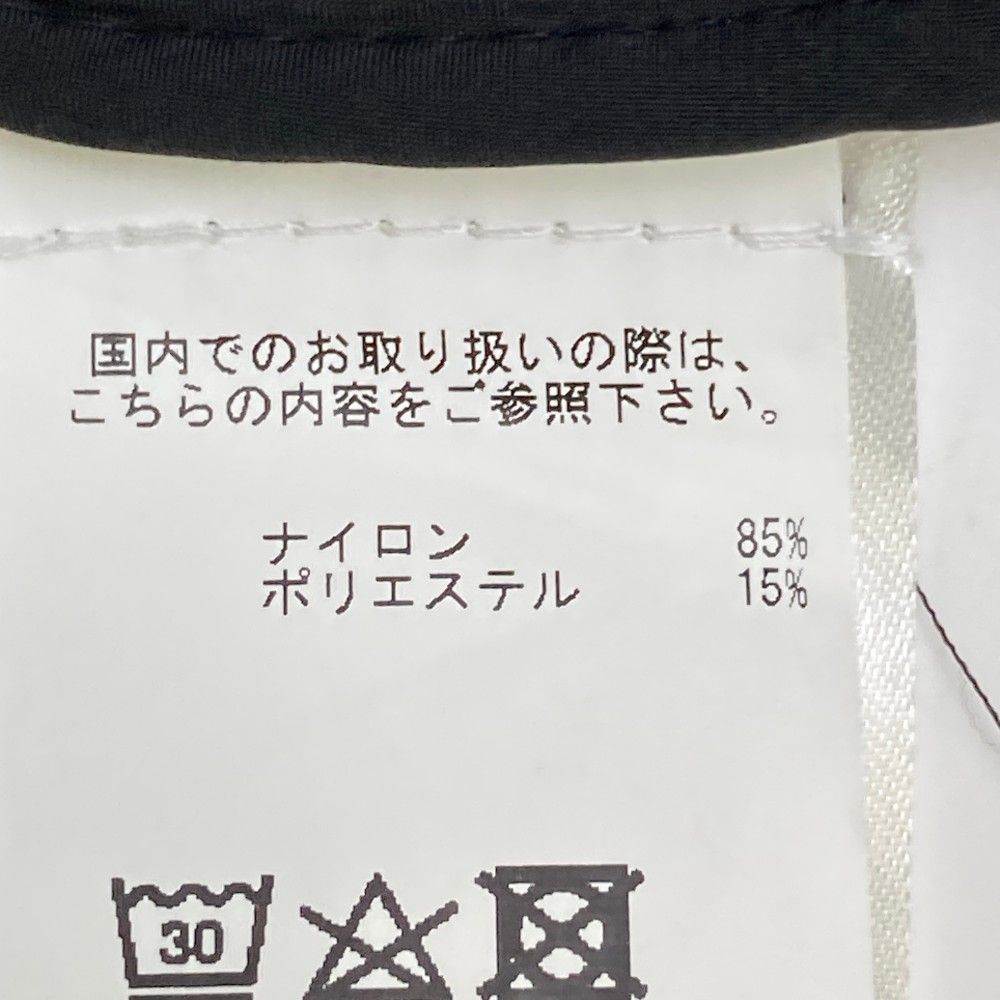 国内でのお取り扱いの際は、
こちらの内容をご参照下さい。
ナイロン 85%
ポリエステル 15%
30